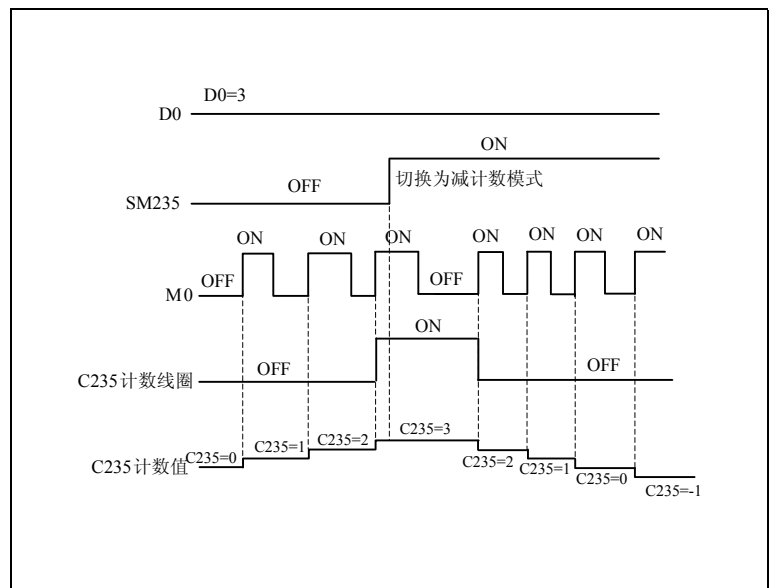 D0=3
D0
ON
切换为减计数模式
OFF
SM235
ON ON ON ON ON ON ON
OFF OFF
M0
ON
OFF OFF
C235计数线圈
C235=0 C235=1 C235=2 C235=3 C235=2 C235=1 C235=0 C235=-1
C235计数值